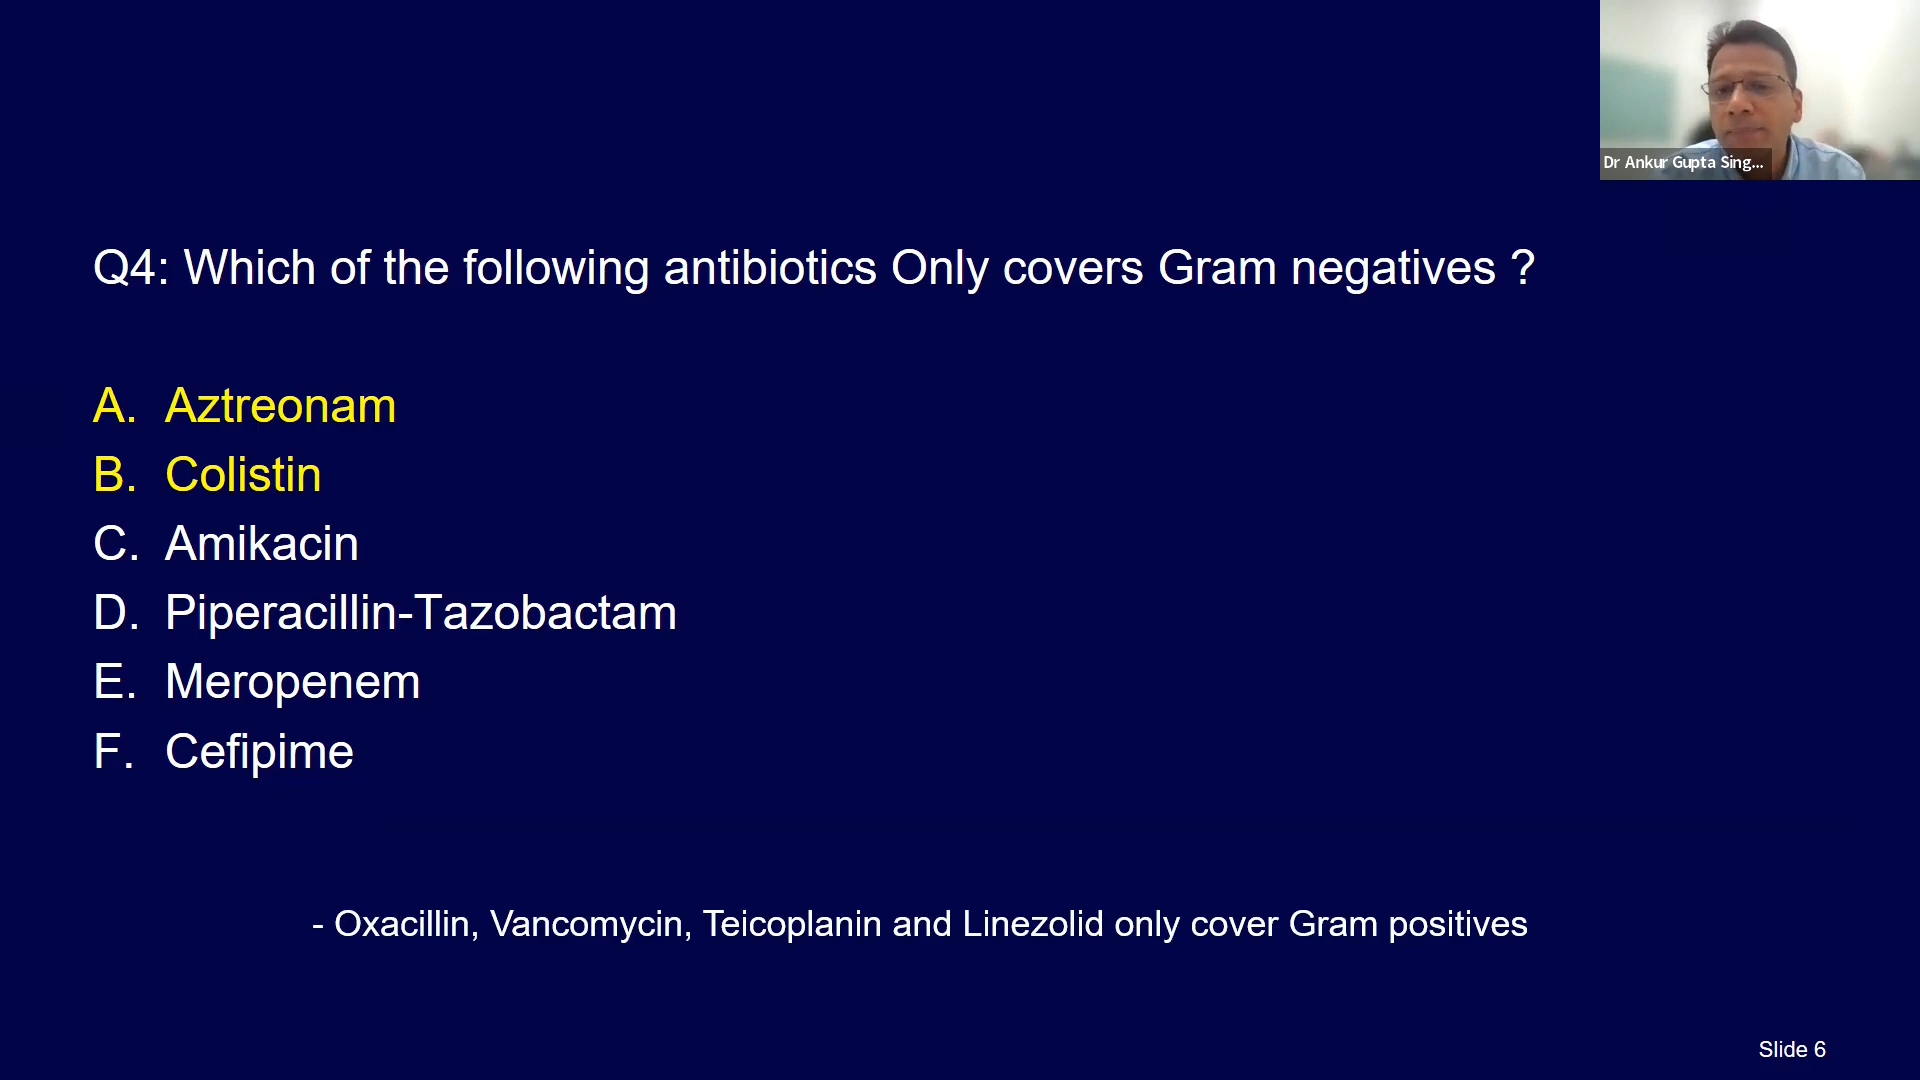 Dr Ankur Gupta Sing...
Q4: Which of the following antibiotics Only covers Gram negatives ?
A. Aztreonam
B. Colistin
C. Amikacin
D. Piperacillin-Tazobactam
E. Meropenem
F. Cefipime
- Oxacillin, Vancomycin, Teicoplanin and Linezolid only cover Gram positives
Slide 6